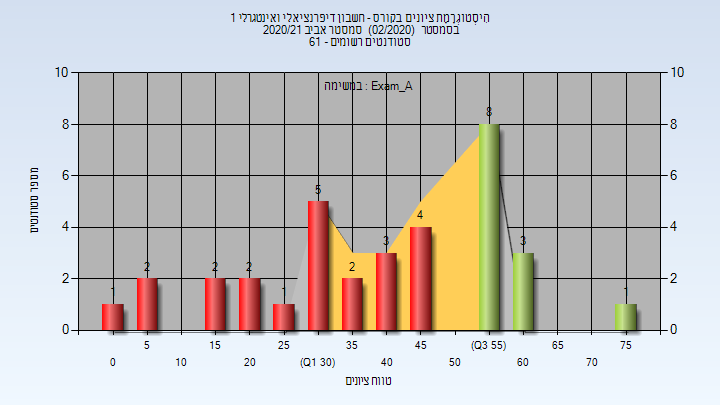 היסטוגרמת ציונים בקורס - חשבון דיפרנציאלי ואינטגרלי 1
בסמסטר (02/2020) סמסטר אביב 2020/21
סטודנטים רשומים - 61
במשימה : Exam_A
מספר סטודנטים
10 10
8 8
6 6
4 4
2 2
0 0
1 2 2 2 1 5 2 3 4 8 3 1
5 15 25 35 45 (Q3 55) 65 75
0 10 20 (Q1 30) 40 50 60 70
טווח ציונים